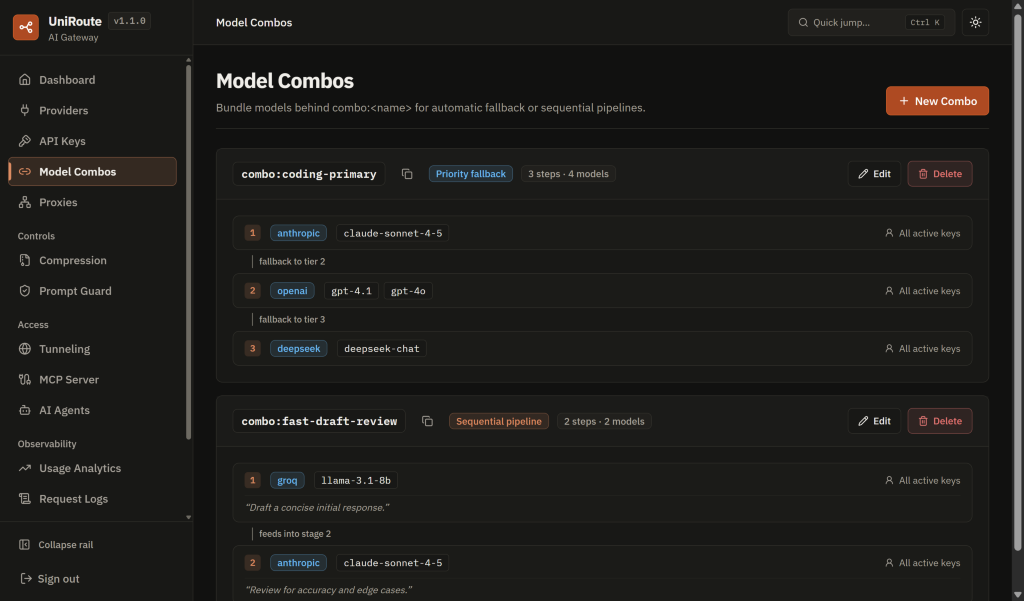 UniRoute v1.1.0
AI Gateway
Dashboard
Providers
API Keys
Model Combos
Proxies
Controls
Compression
Prompt Guard
Access
Tunneling
MCP Server
AI Agents
Observability
Usage Analytics
Request Logs
Collapse rail
Sign out
Model Combos
Quick jump... Ctrl K
Model Combos
Bundle models behind combo:<name> for automatic fallback or sequential pipelines.
+ New Combo
combo:coding-primary Priority fallback 3 steps · 4 models Edit Delete
1 anthropic claude-sonnet-4-5 All active keys
fallback to tier 2
2 openai gpt-4.1 gpt-4o All active keys
fallback to tier 3
3 deepseek deepseek-chat All active keys
combo:fast-draft-review Sequential pipeline 2 steps · 2 models Edit Delete
1 groq llama-3.1-8b All active keys
“Draft a concise initial response.”
feeds into stage 2
2 anthropic claude-sonnet-4-5 All active keys
“Review for accuracy and edge cases.”